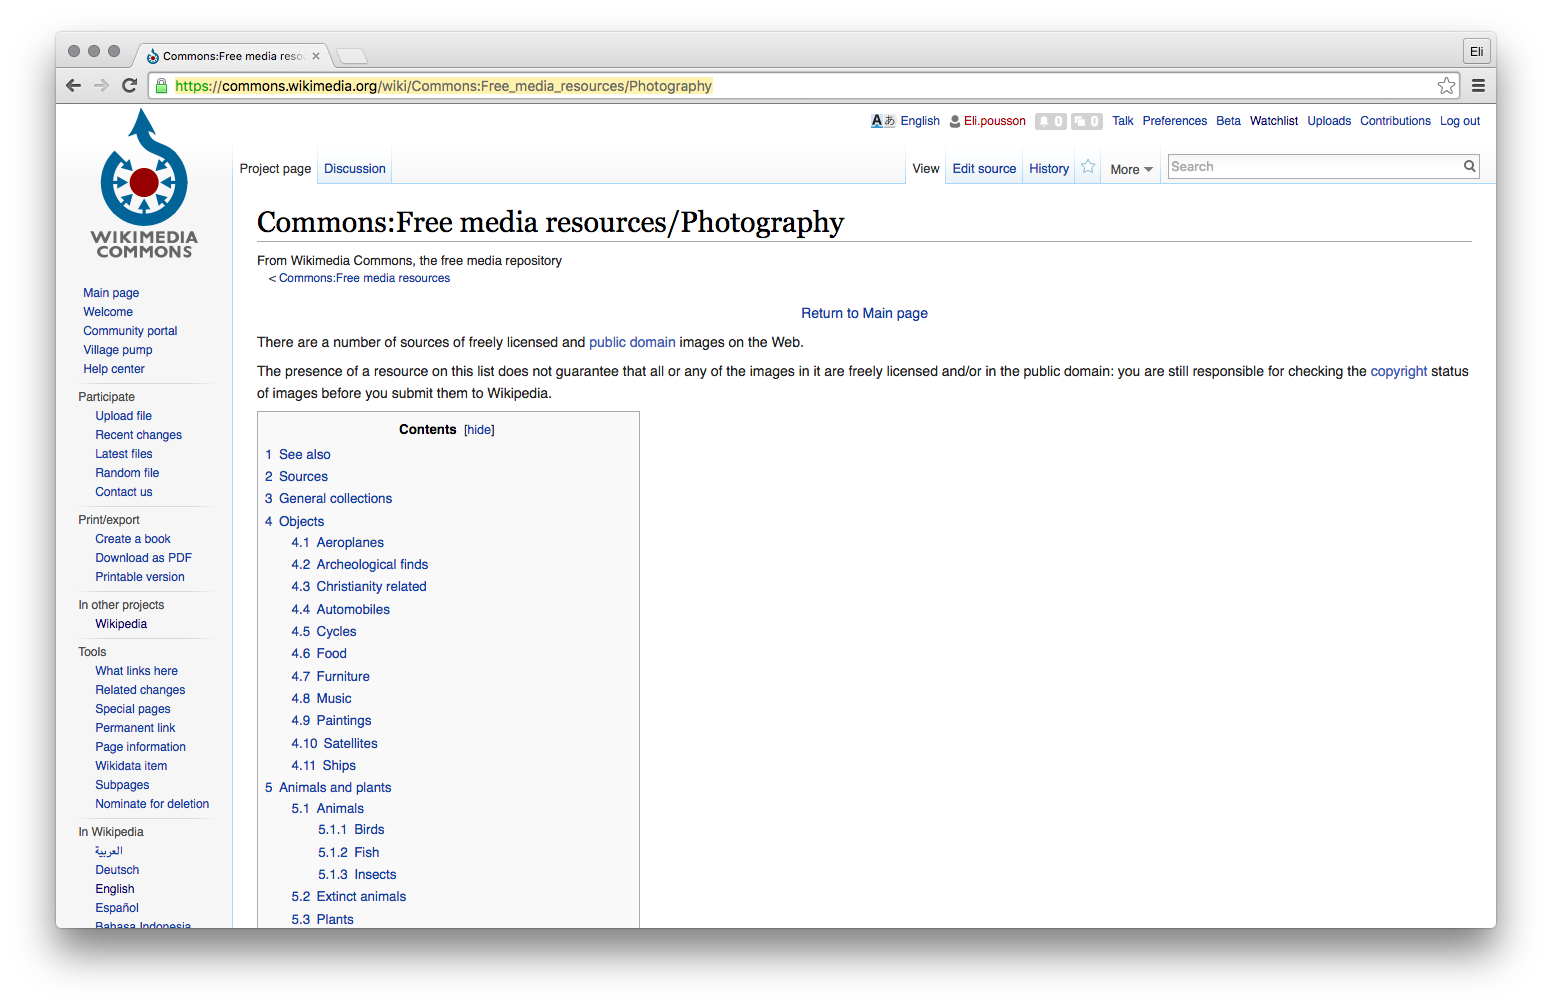 Commons:Free media reso
Eli
https://commons.wikimedia.org/wiki/Commons:Free_media_resources/Photography
A あ English Eli.pousson 0 0 Talk Preferences Beta Watchlist Uploads Contributions Log out
Project page Discussion View Edit source History More Search
WIKIMEDIA
COMMONS
Main page
Welcome
Community portal
Village pump
Help center
Participate
Upload file
Recent changes
Latest files
Random file
Contact us
Print/export
Create a book
Download as PDF
Printable version
In other projects
Wikipedia
Tools
What links here
Related changes
Special pages
Permanent link
Page information
Wikidata item
Subpages
Nominate for deletion
In Wikipedia
العربية
Deutsch
English
Español
Bahasa Indonesia
Commons:Free media resources/Photography
From Wikimedia Commons, the free media repository
< Commons:Free media resources
Return to Main page
There are a number of sources of freely licensed and public domain images on the Web.
The presence of a resource on this list does not guarantee that all or any of the images in it are freely licensed and/or in the public domain: you are still responsible for checking the copyright status
of images before you submit them to Wikipedia.
Contents [hide]
1 See also
2 Sources
3 General collections
4 Objects
4.1 Aeroplanes
4.2 Archeological finds
4.3 Christianity related
4.4 Automobiles
4.5 Cycles
4.6 Food
4.7 Furniture
4.8 Music
4.9 Paintings
4.10 Satellites
4.11 Ships
5 Animals and plants
5.1 Animals
5.1.1 Birds
5.1.2 Fish
5.1.3 Insects
5.2 Extinct animals
5.3 Plants